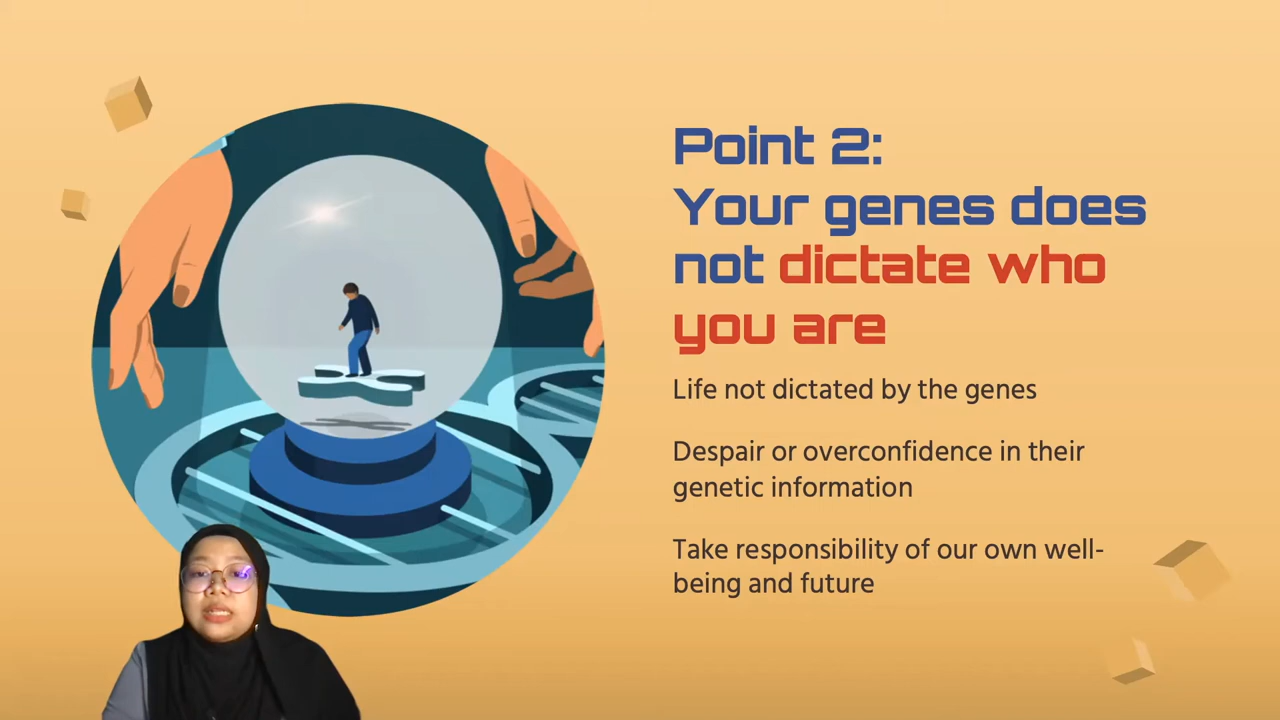 Point 2:
Your genes does
not dictate who
you are
Life not dictated by the genes
Despair or overconfidence in their
genetic information
Take responsibility of our own well-
being and future